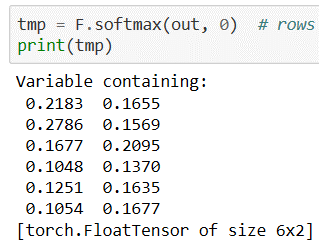 tmp = F.softmax(out, 0)  # rows
print(tmp)
Variable containing:
 0.2183  0.1655
 0.2786  0.1569
 0.1677  0.2095
 0.1048  0.1370
 0.1251  0.1635
 0.1054  0.1677
[torch.FloatTensor of size 6x2]